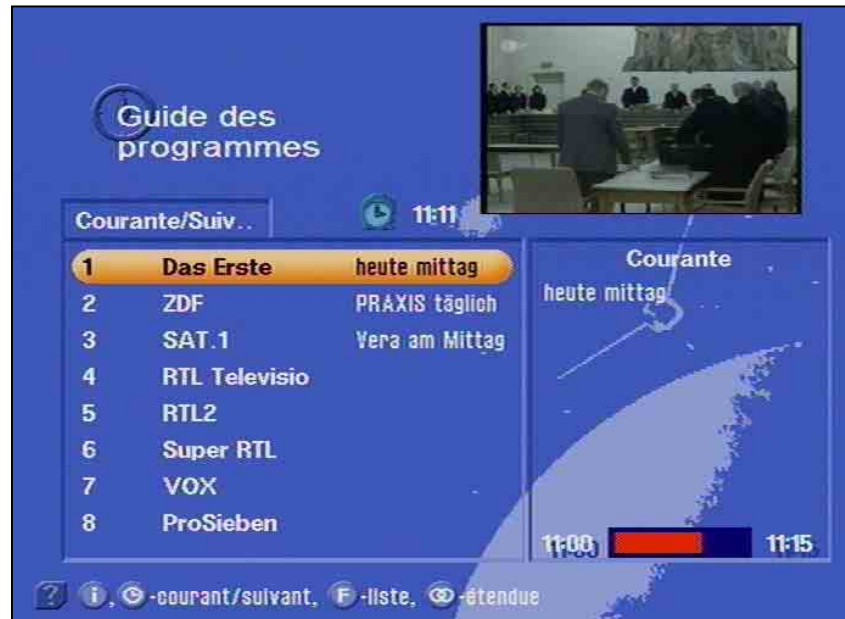 Guide des
programmes
Courante/Suiv..
11:11
1 Das Erste heute mittag
2 ZDF PRAXIS täglich
3 SAT.1 Vera am Mittag
4 RTL Televisio
5 RTL2
6 Super RTL
7 VOX
8 ProSieben
Courante
heute mittag
11:00 11:15
? i, -courant/suivant, F -liste, -étendue